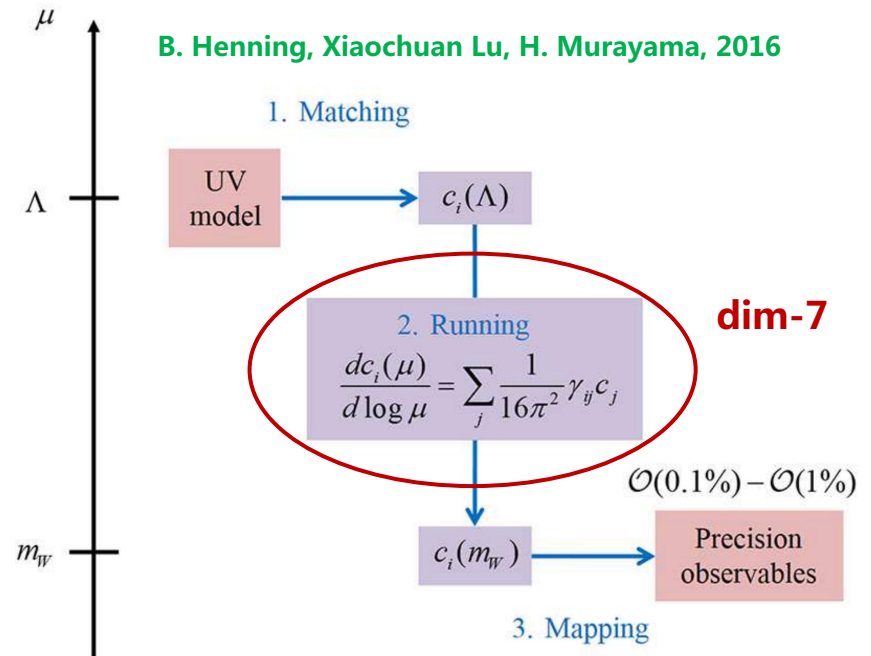 μ
B. Henning, Xiaochuan Lu, H. Murayama, 2016
1. Matching
Λ
UV
model
c_i(Λ)
dim-7
2. Running
dc_i(μ)/d log μ = ∑_j 1/16π² γ_ij c_j
𝒪(0.1%) – 𝒪(1%)
m_W
c_i(m_W)
Precision
observables
3. Mapping